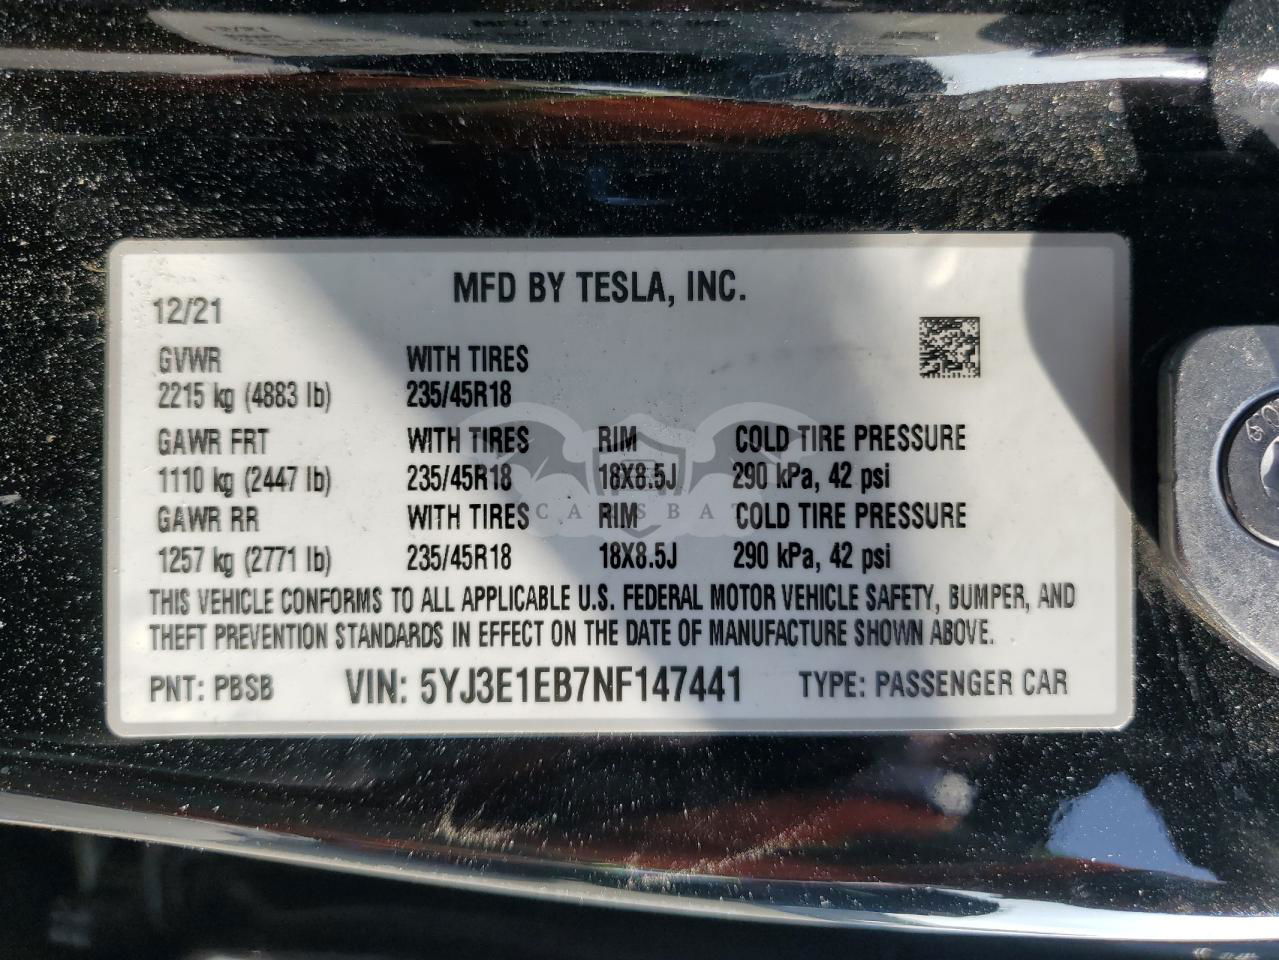 MFD BY TESLA, INC.
12/21
GVWR WITH TIRES
2215 kg (4883 lb) 235/45R18
GAWR FRT WITH TIRES RIM COLD TIRE PRESSURE
1110 kg (2447 lb) 235/45R18 18X8.5J 290 kPa, 42 psi
CARSBAT
GAWR RR WITH TIRES RIM COLD TIRE PRESSURE
1257 kg (2771 lb) 235/45R18 18X8.5J 290 kPa, 42 psi
THIS VEHICLE CONFORMS TO ALL APPLICABLE U.S. FEDERAL MOTOR VEHICLE SAFETY, BUMPER, AND
THEFT PREVENTION STANDARDS IN EFFECT ON THE DATE OF MANUFACTURE SHOWN ABOVE.
PNT: PBSB VIN: 5YJ3E1EB7NF147441 TYPE: PASSENGER CAR